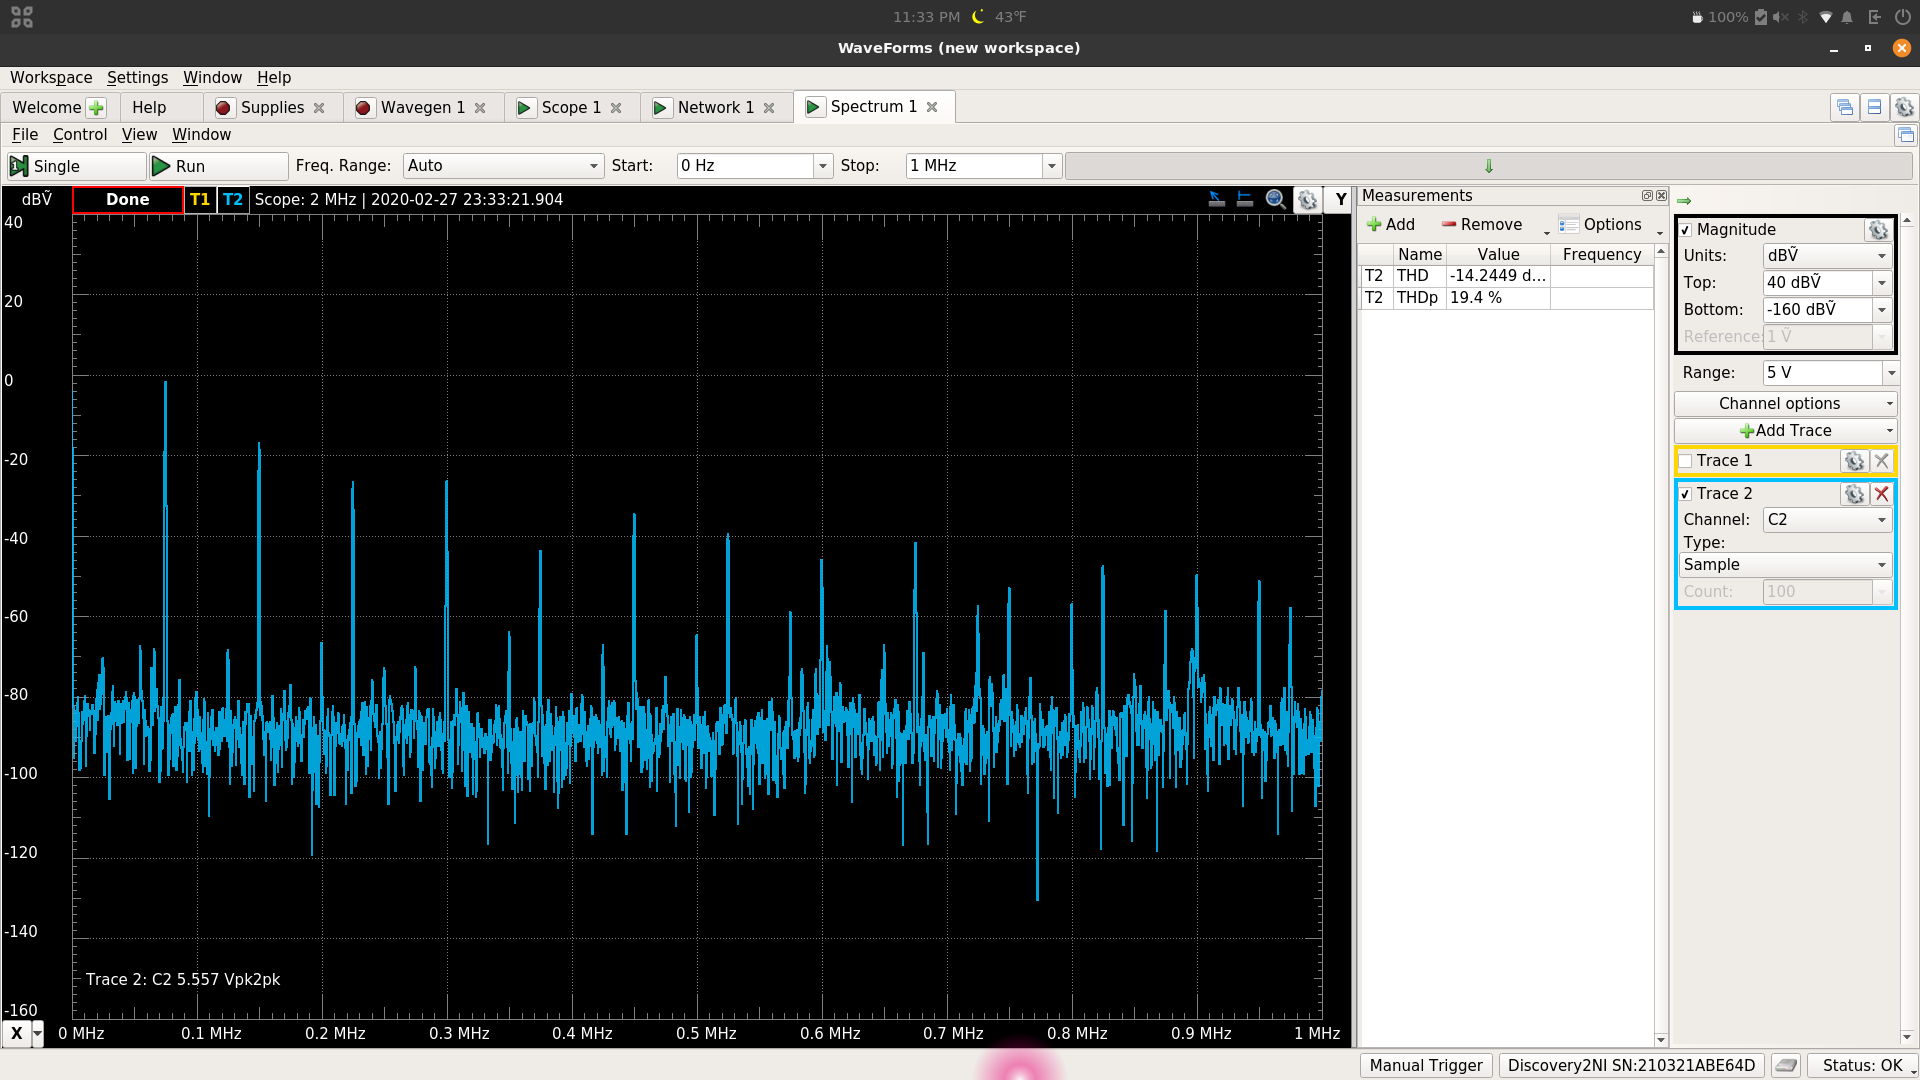 11:33 PM 43°F 100%
WaveForms (new workspace)
Workspace Settings Window Help
Welcome Help Supplies Wavegen 1 Scope 1 Network 1 Spectrum 1
File Control View Window
Single Run Freq. Range: Auto Start: 0 Hz Stop: 1 MHz
dBṼ Done T1 T2 Scope: 2 MHz | 2020-02-27 23:33:21.904 Y
40
20
0
-20
-40
-60
-80
-100
-120
-140
-160
Trace 2: C2 5.557 Vpk2pk
X 0 MHz 0.1 MHz 0.2 MHz 0.3 MHz 0.4 MHz 0.5 MHz 0.6 MHz 0.7 MHz 0.8 MHz 0.9 MHz 1 MHz
Measurements
Add Remove Options
Name Value Frequency
T2 THD -14.2449 d...
T2 THDp 19.4 %
Magnitude
Units: dBṼ
Top: 40 dBṼ
Bottom: -160 dBṼ
Reference: 1 Ṽ
Range: 5 V
Channel options
Add Trace
Trace 1
Trace 2
Channel: C2
Type:
Sample
Count: 100
Manual Trigger Discovery2NI SN:210321ABE64D Status: OK